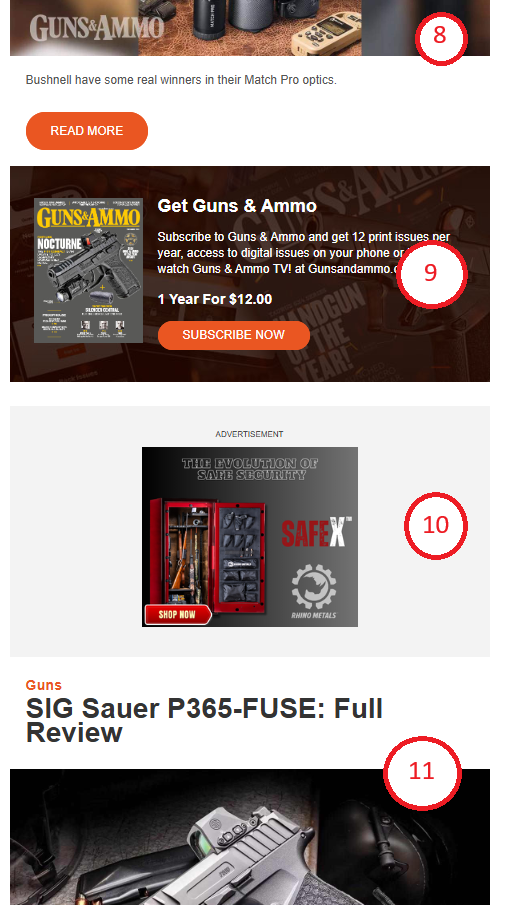 GUNS&AMMO
8
Bushnell have some real winners in their Match Pro optics.
READ MORE
GUNS&AMMO
NOCTURNE
SILENCER CENTRAL
Get Guns & Ammo
Subscribe to Guns & Ammo and get 12 print issues per
year, access to digital issues on your phone or
watch Guns & Ammo TV! at Gunsandammo.
9
1 Year For $12.00
SUBSCRIBE NOW
ADVERTISEMENT
THE EVOLUTION OF
SAFE SECURITY
SAFEX™
10
RHINO METALS
SHOP NOW
Guns
SIG Sauer P365-FUSE: Full
Review
11